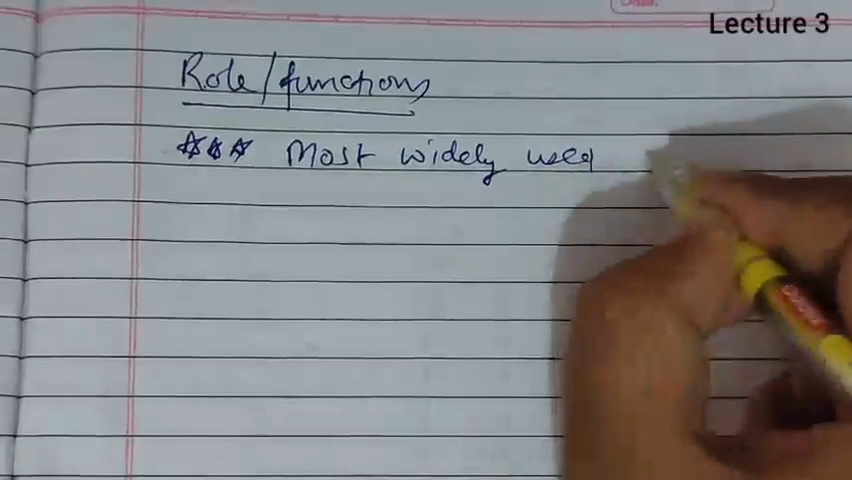 Lecture 3
Role/functions
☆☆☆ Most widely used